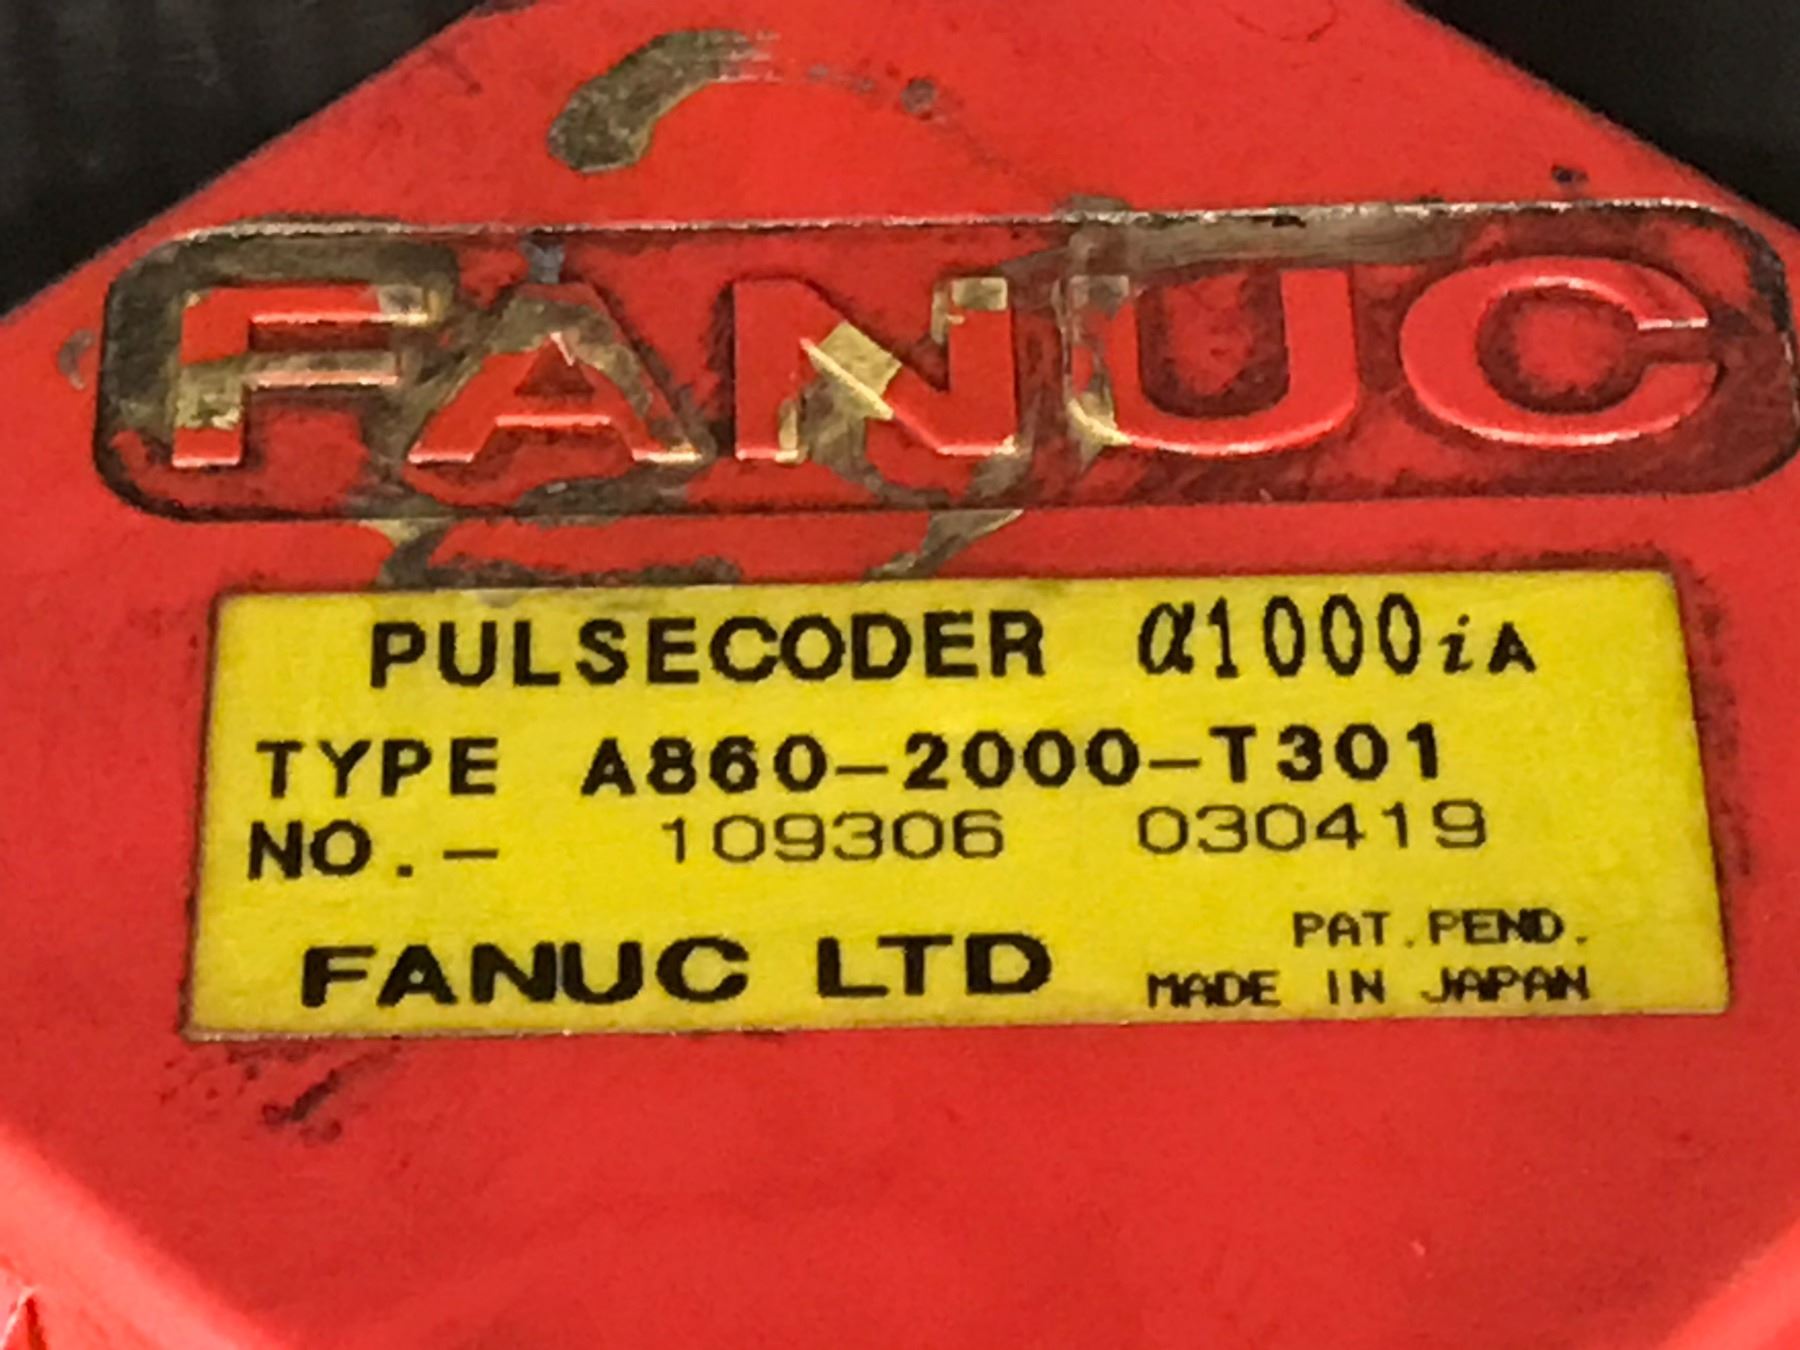 FANUC
PULSECODER α1000iA
TYPE A860-2000-T301
NO.- 109306 030419
PAT.PEND.
FANUC LTD MADE IN JAPAN